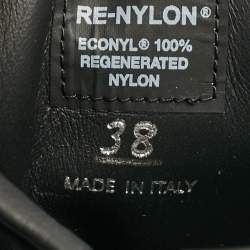 RE-NYLON®
ECONYL® 100%
REGENERATED
NYLON
38
MADE IN ITALY